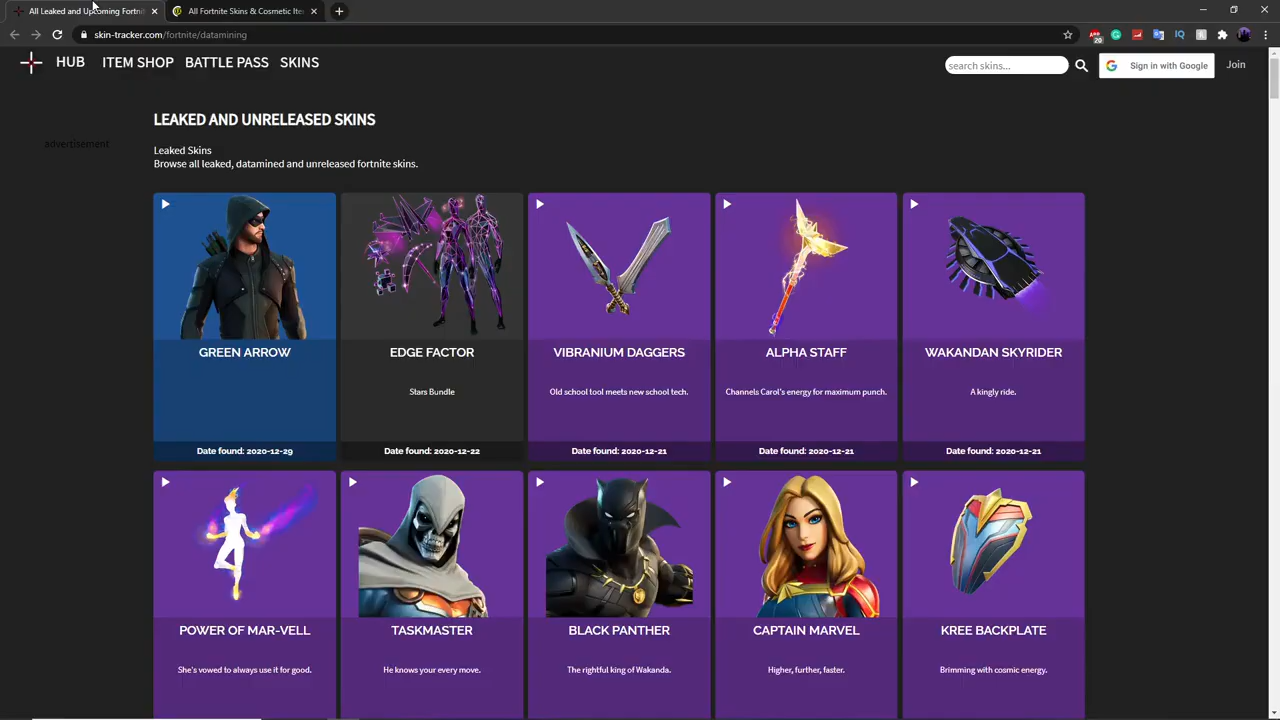 All Leaked and Upcoming Fortni
All Fortnite Skins & Cosmetic Ite
skin-tracker.com/fortnite/datamining
20
IQ
HUB
ITEM SHOP
BATTLE PASS
SKINS
search skins...
G
Sign in with Google
Join
LEAKED AND UNRELEASED SKINS
advertisement
Leaked Skins
Browse all leaked, datamined and unreleased fortnite skins.
GREEN ARROW
EDGE FACTOR
VIBRANIUM DAGGERS
ALPHA STAFF
WAKANDAN SKYRIDER
Stars Bundle
Old school tool meets new school tech.
Channels Carol's energy for maximum punch.
A kingly ride.
Date found: 2020-12-29
Date found: 2020-12-22
Date found: 2020-12-21
Date found: 2020-12-21
Date found: 2020-12-21
POWER OF MAR-VELL
TASKMASTER
BLACK PANTHER
CAPTAIN MARVEL
KREE BACKPLATE
She's vowed to always use it for good.
He knows your every move.
The rightful king of Wakanda.
Higher, further, faster.
Brimming with cosmic energy.